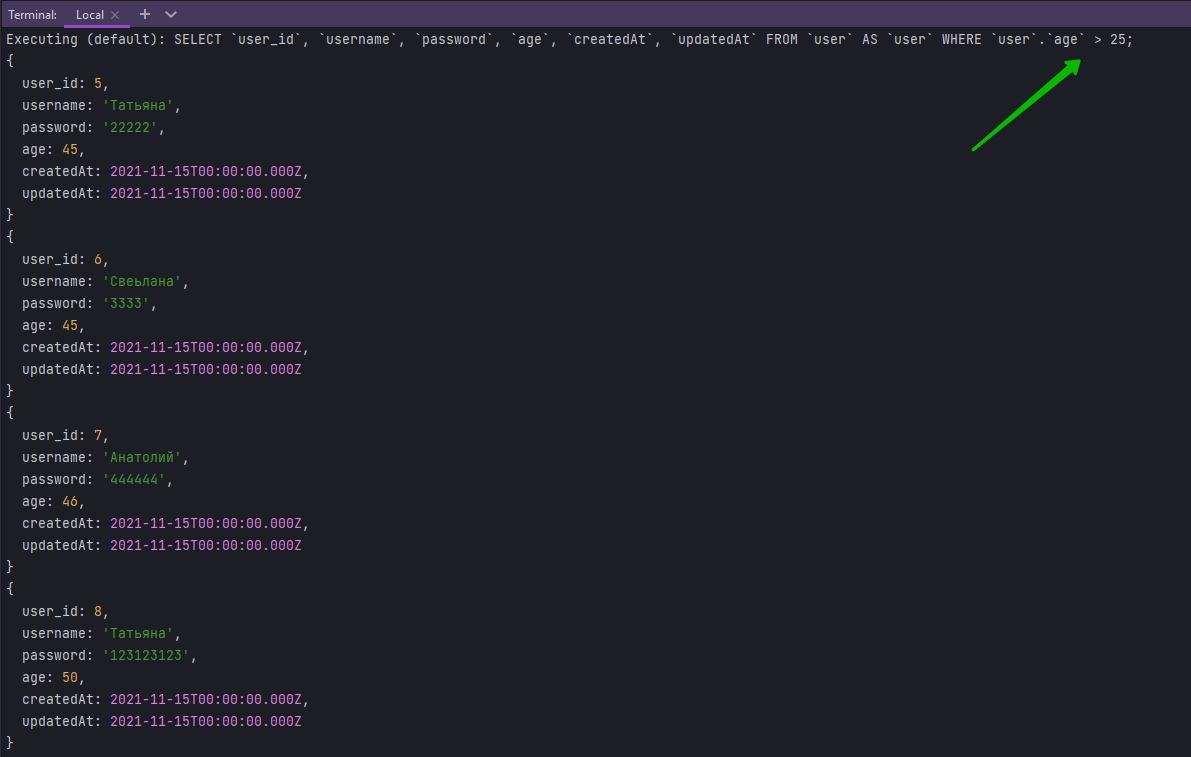 Terminal: Local × +
Executing (default): SELECT `user_id`, `username`, `password`, `age`, `createdAt`, `updatedAt` FROM `user` AS `user` WHERE `user`.`age` > 25;
{
  user_id: 5,
  username: 'Татьяна',
  password: '22222',
  age: 45,
  createdAt: 2021-11-15T00:00:00.000Z,
  updatedAt: 2021-11-15T00:00:00.000Z
}
{
  user_id: 6,
  username: 'Свеьлана',
  password: '3333',
  age: 45,
  createdAt: 2021-11-15T00:00:00.000Z,
  updatedAt: 2021-11-15T00:00:00.000Z
}
{
  user_id: 7,
  username: 'Анатолий',
  password: '444444',
  age: 46,
  createdAt: 2021-11-15T00:00:00.000Z,
  updatedAt: 2021-11-15T00:00:00.000Z
}
{
  user_id: 8,
  username: 'Татьяна',
  password: '123123123',
  age: 50,
  createdAt: 2021-11-15T00:00:00.000Z,
  updatedAt: 2021-11-15T00:00:00.000Z
}